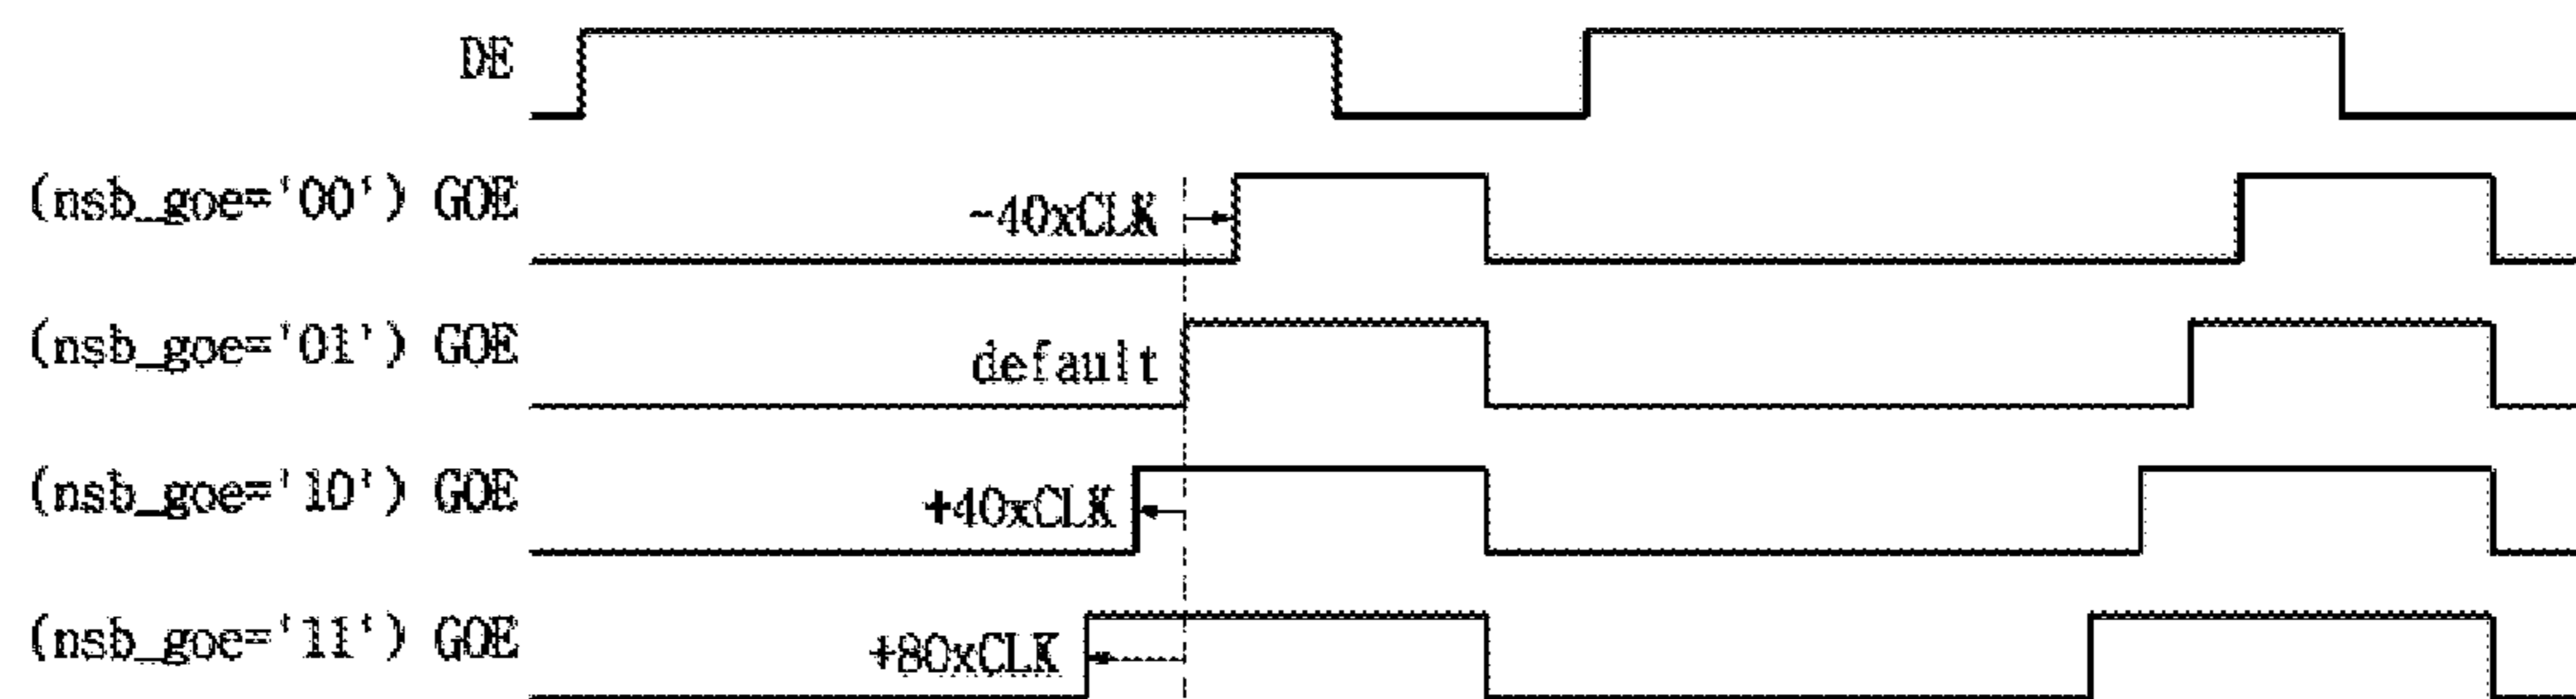 DE
(nsb_goe='00') GOE
-40xCLK
(nsb_goe='01') GOE
default
(nsb_goe='10') GOE
+40xCLK
(nsb_goe='11') GOE
+80xCLK